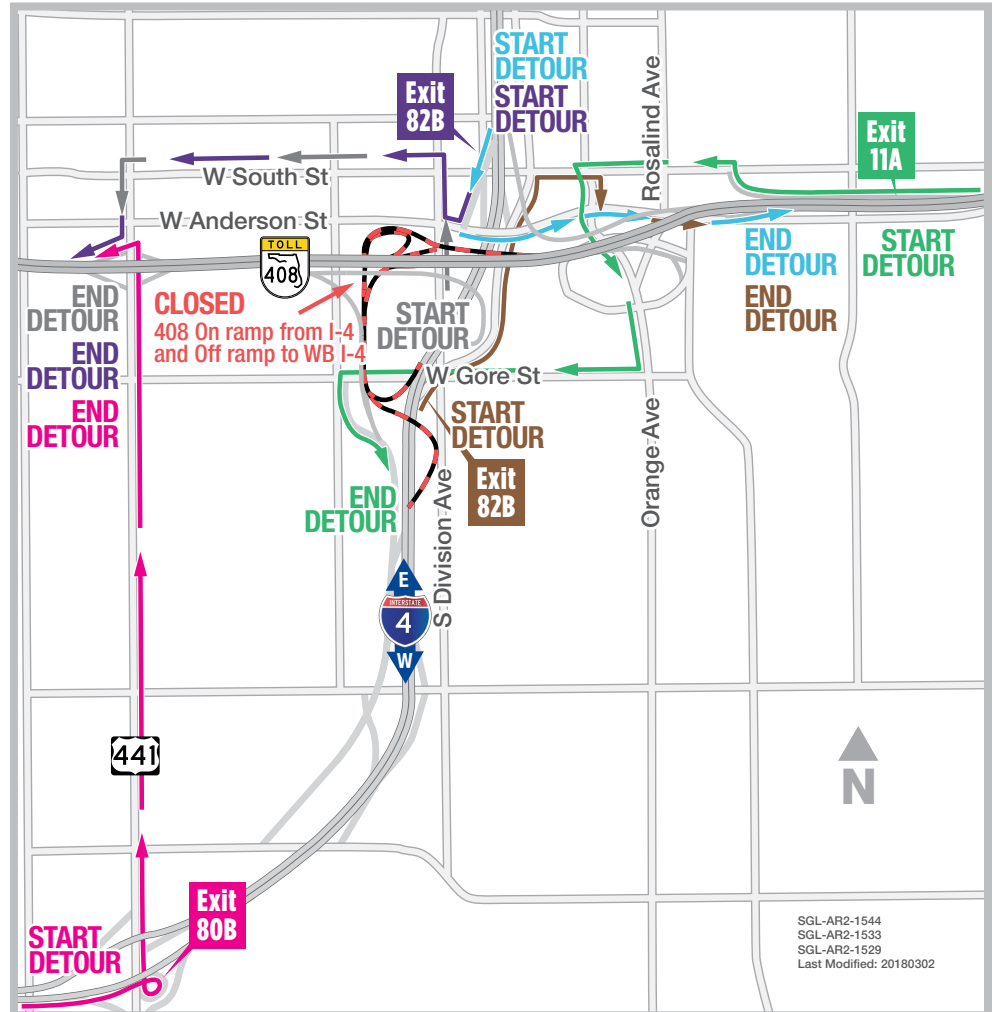 START
DETOUR
START
DETOUR
Exit
82B
Rosalind Ave
Exit
11A
W South St
W Anderson St
TOLL
408
END
DETOUR
START
DETOUR
END
DETOUR
CLOSED
408 On ramp from I-4
and Off ramp to WB I-4
START
DETOUR
END
DETOUR
END
DETOUR
END
DETOUR
W Gore St
START
DETOUR
Exit
82B
END
DETOUR
S Division Ave
Orange Ave
E
INTERSTATE
4
W
441
N
Exit
80B
START
DETOUR
SGL-AR2-1544
SGL-AR2-1533
SGL-AR2-1529
Last Modified: 20180302